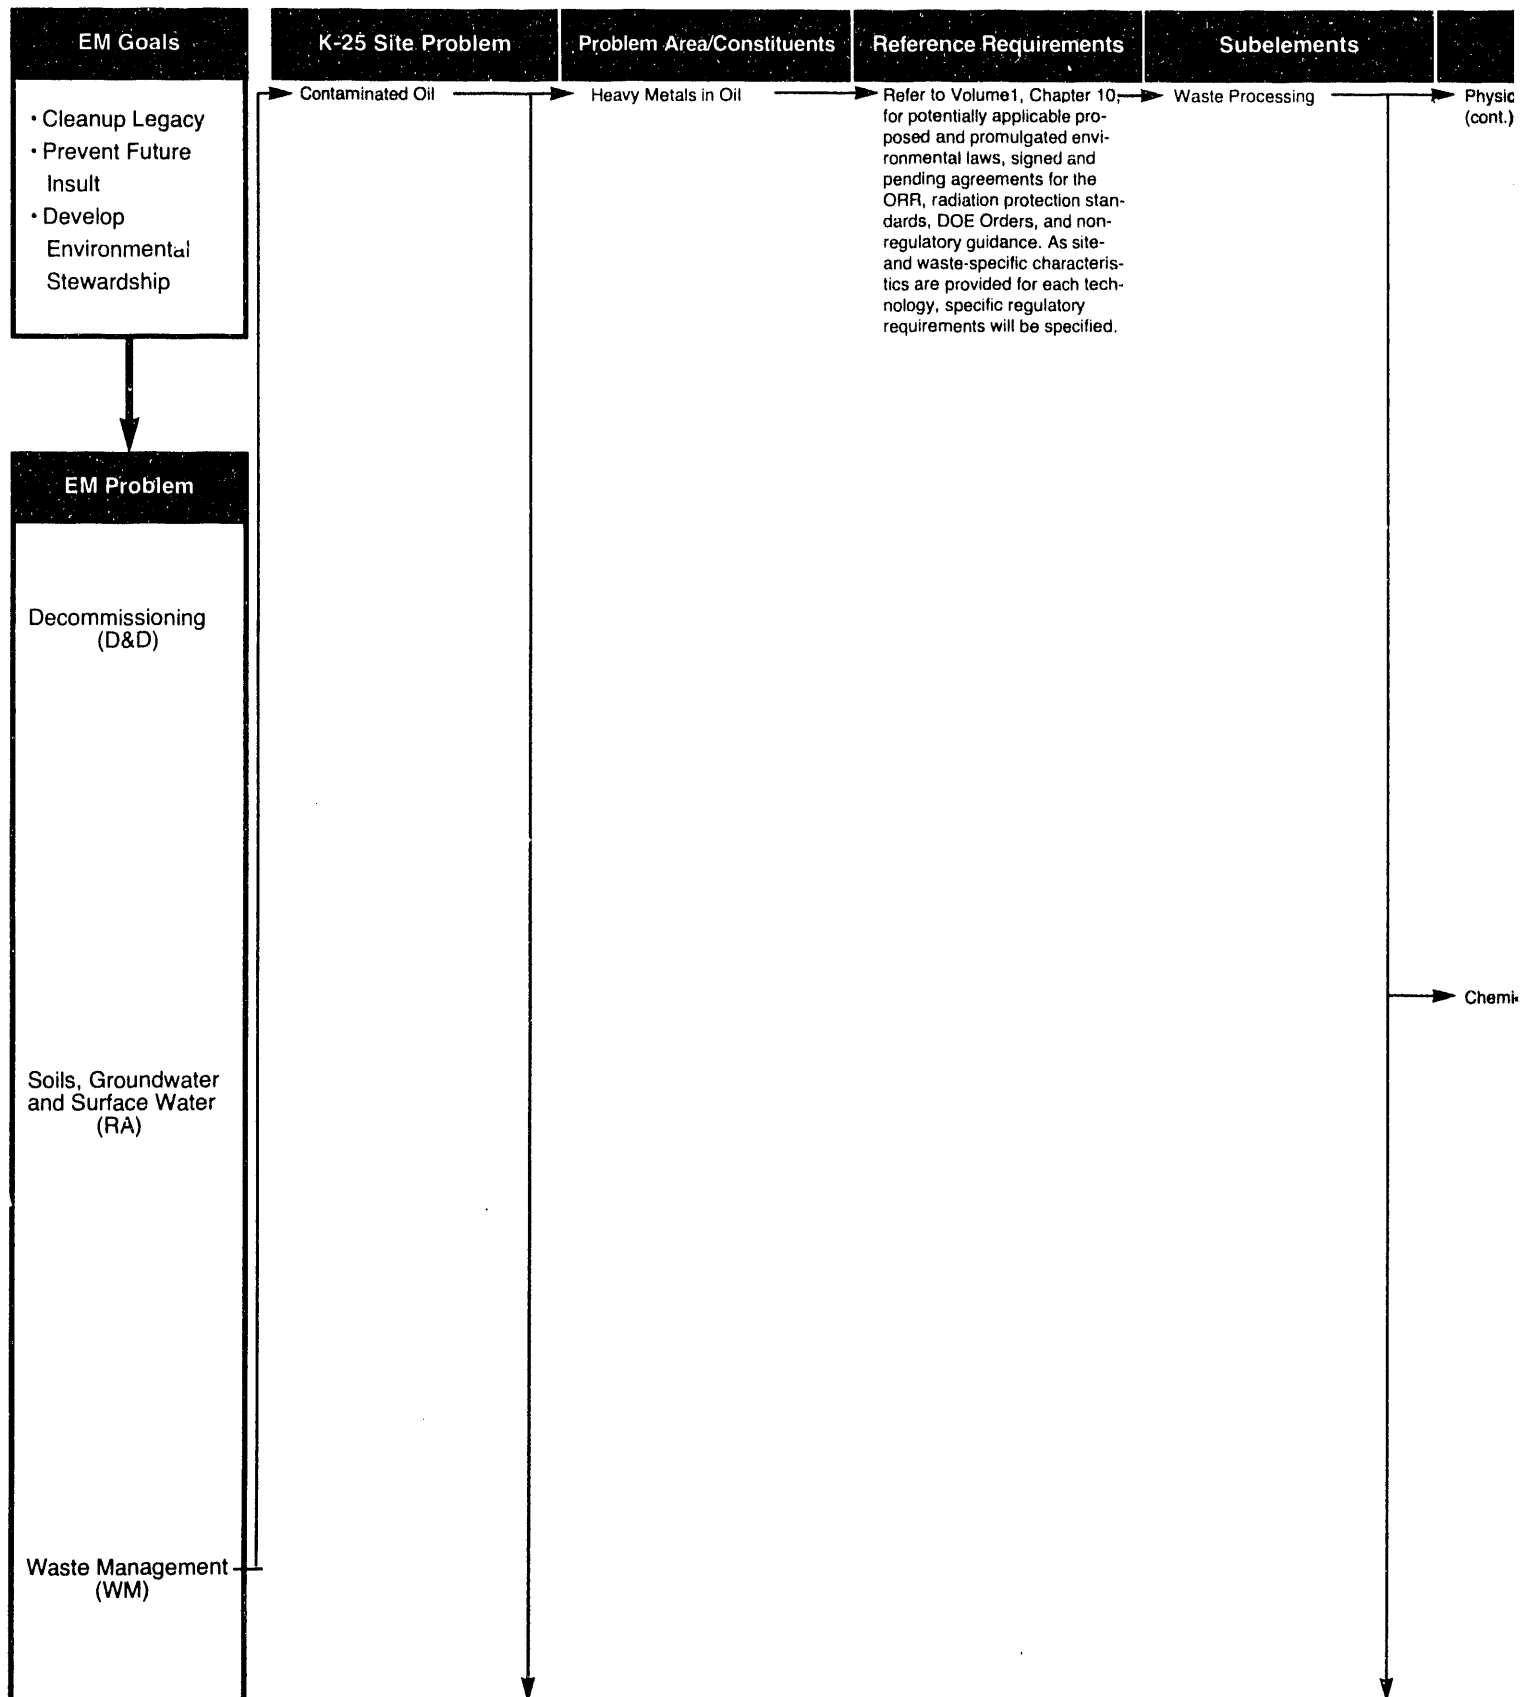 EM Goals
K-25 Site Problem
Problem Area/Constituents
Reference Requirements
Subelements
• Cleanup Legacy
• Prevent Future
Insult
• Develop
Environmental
Stewardship
Contaminated Oil
Heavy Metals in Oil
Refer to Volume1, Chapter 10,
for potentially applicable pro-
posed and promulgated envi-
ronmental laws, signed and
pending agreements for the
ORR, radiation protection stan-
dards, DOE Orders, and non-
regulatory guidance. As site-
and waste-specific characteris-
tics are provided for each tech-
nology, specific regulatory
requirements will be specified.
Waste Processing
(cont.)
EM Problem
Decommissioning
(D&D)
Soils, Groundwater
and Surface Water
(RA)
Waste Management
(WM)